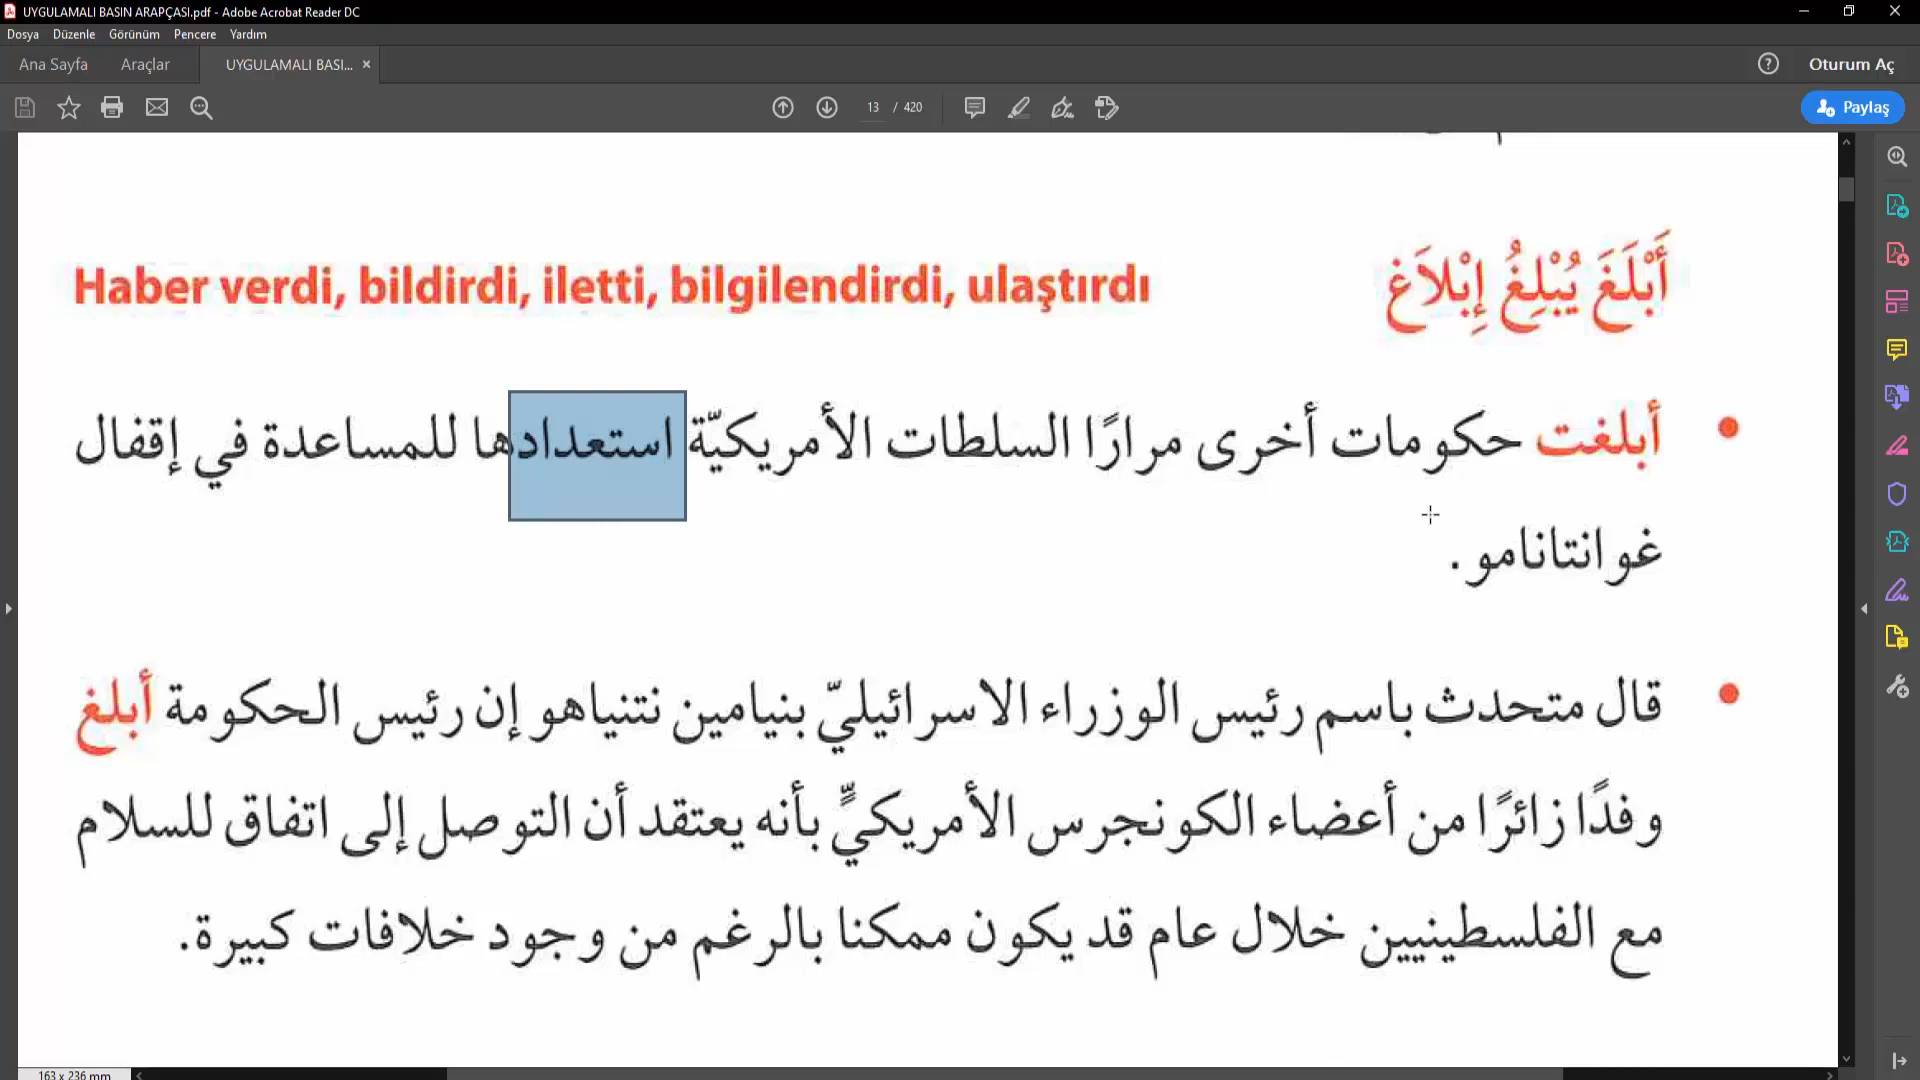 UYGULAMALI BASIN ARAPÇASI.pdf - Adobe Acrobat Reader DC
Dosya Düzenle Görünüm Pencere Yardım
Ana Sayfa Araçlar UYGULAMALI BASI... × Oturum Aç
13 / 420 Paylaş
Haber verdi, bildirdi, iletti, bilgilendirdi, ulaştırdı أَبْلَغَ يُبْلِغُ إِبْلَاغ
• أبلغت حكومات أخرى مرارًا السلطات الأمريكيّة استعدادها للمساعدة في إقفال
غوانتانامو.
• قال متحدث باسم رئيس الوزراء الاسرائيليّ بنيامين نتنياهو إن رئيس الحكومة أبلغ
وفدًا زائرًا من أعضاء الكونجرس الأمريكيٍّ بأنه يعتقد أن التوصل إلى اتفاق للسلام
مع الفلسطينيين خلال عام قد يكون ممكنا بالرغم من وجود خلافات كبيرة.
163 x 236 mm